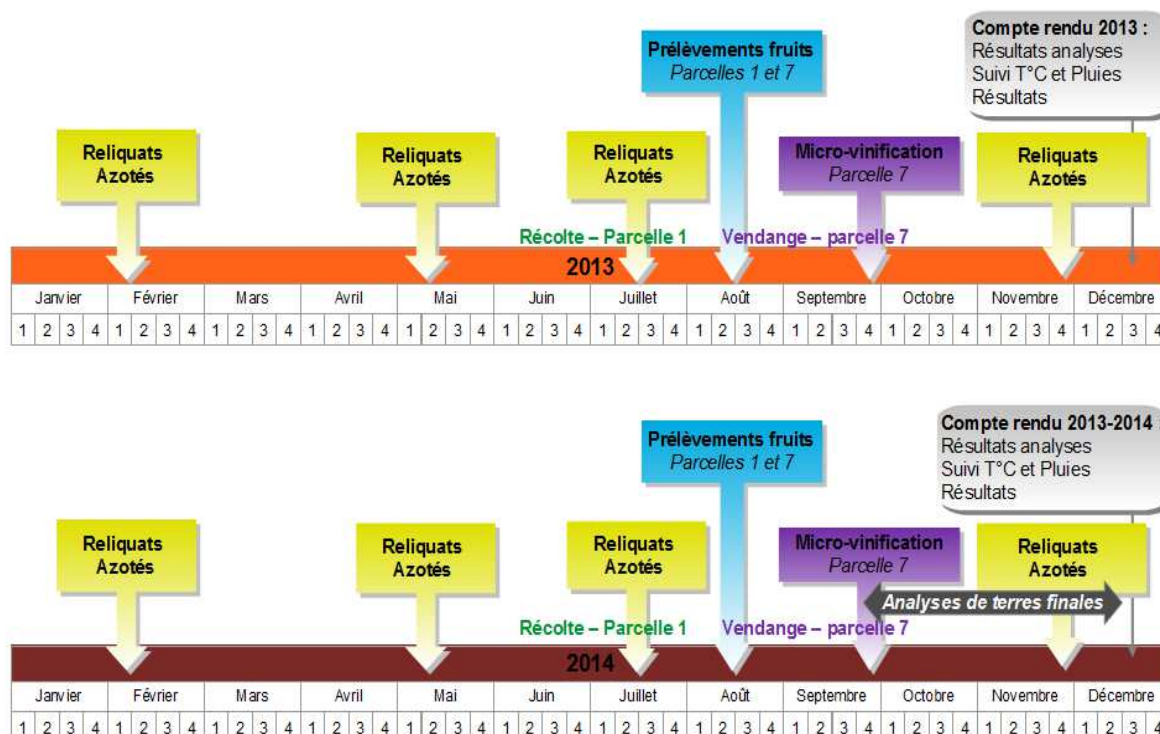 Compte rendu 2013 :
Résultats analyses
Suivi T°C et Pluies
Résultats
Prélèvements fruits
Parcelles 1 et 7
Reliquats
Azotés
Reliquats
Azotés
Reliquats
Azotés
Micro-vinification
Parcelle 7
Reliquats
Azotés
Récolte – Parcelle 1
Vendange – parcelle 7
2013
Janvier Février Mars Avril Mai Juin Juillet Août Septembre Octobre Novembre Décembre
1 2 3 4 1 2 3 4 1 2 3 4 1 2 3 4 1 2 3 4 1 2 3 4 1 2 3 4 1 2 3 4 1 2 3 4 1 2 3 4 1 2 3 4 1 2 3 4
Compte rendu 2013-2014 :
Résultats analyses
Suivi T°C et Pluies
Résultats
Prélèvements fruits
Parcelles 1 et 7
Reliquats
Azotés
Reliquats
Azotés
Reliquats
Azotés
Micro-vinification
Parcelle 7
Reliquats
Azotés
Analyses de terres finales
Récolte – Parcelle 1
Vendange – parcelle 7
2014
Janvier Février Mars Avril Mai Juin Juillet Août Septembre Octobre Novembre Décembre
1 2 3 4 1 2 3 4 1 2 3 4 1 2 3 4 1 2 3 4 1 2 3 4 1 2 3 4 1 2 3 4 1 2 3 4 1 2 3 4 1 2 3 4 1 2 3 4